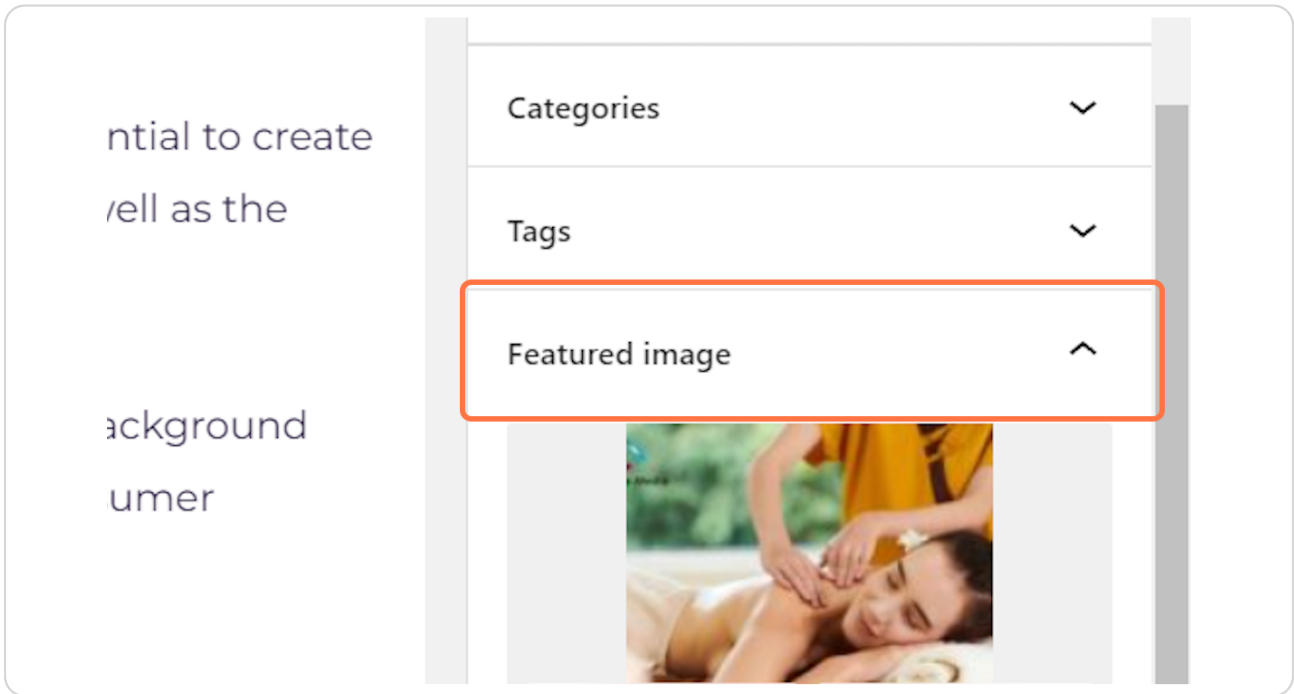 ntial to create
vell as the
ackground
umer
Categories
Tags
Featured image